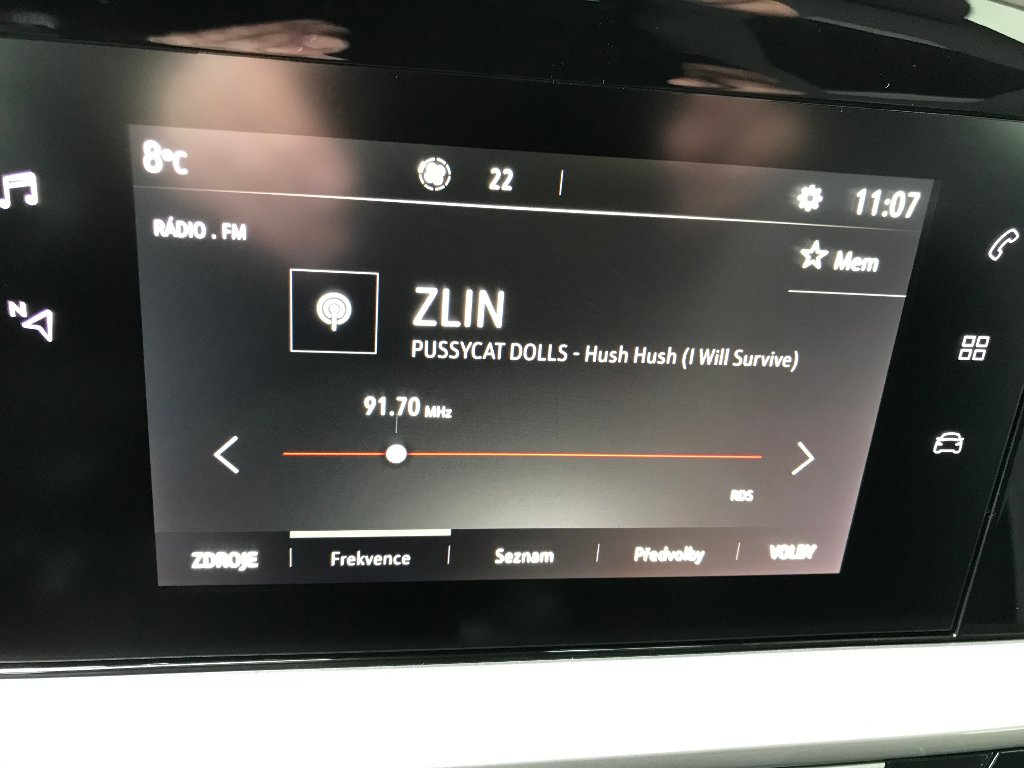 8°C 22 11:07
RÁDIO . FM
Mem
ZLIN
PUSSYCAT DOLLS - Hush Hush (I Will Survive)
91.70 MHz
RDS
ZDROJE Frekvence Seznam Předvolby VOLBY
N